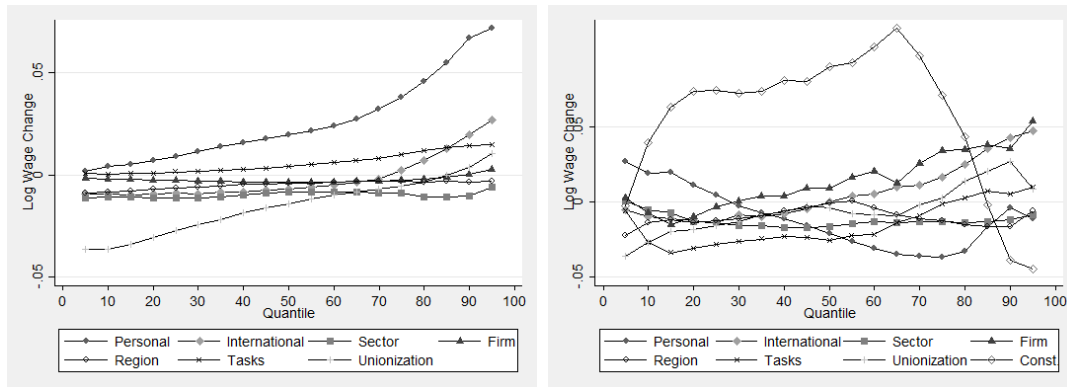 Log Wage Change
.05
0
-.05
0 10 20 30 40 50 60 70 80 90 100
Quantile
Personal International Sector Firm
Region Tasks Unionization
Log Wage Change
.05
0
-.05
0 10 20 30 40 50 60 70 80 90 100
Quantile
Personal International Sector Firm
Region Tasks Unionization Const.